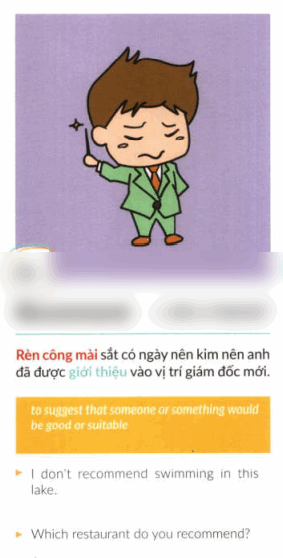 Rèn công mài sắt có ngày nên kim nên anh
đã được giới thiệu vào vị trí giám đốc mới.
to suggest that someone or something would
be good or suitable
I don't recommend swimming in this
lake.
Which restaurant do you recommend?